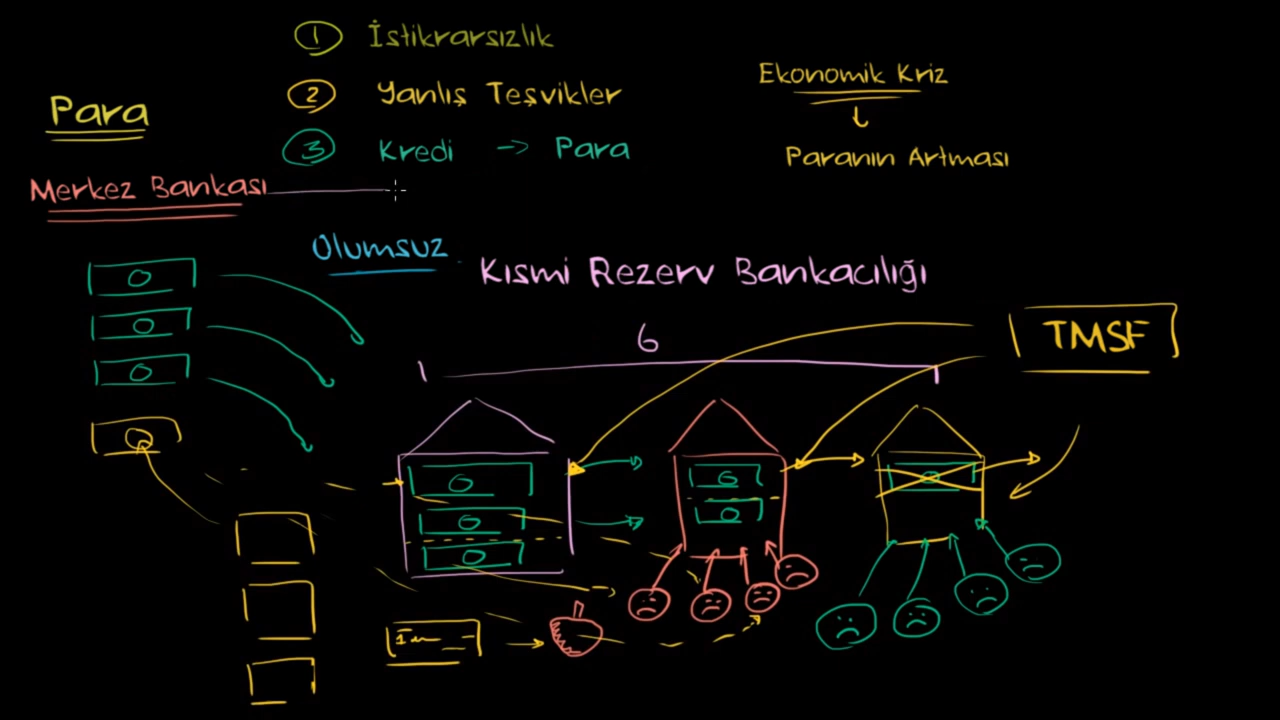 ① İstikrarsızlık
② Yanlış Teşvikler
③ Kredi → Para
Ekonomik Kriz
↓
Paranın Artması
Para
Merkez Bankası
Olumsuz
Kısmi Rezerv Bankacılığı
6
TMSF